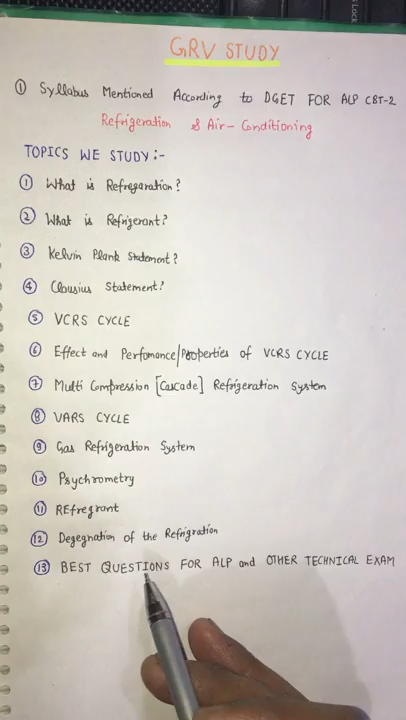 Lock
GRV STUDY
① Syllabus Mentioned According to DGET FOR ALP CBT-2
Refrigeration & Air-Conditioning
TOPICS WE STUDY:-
① What is Refregaration?
② What is Refrigerant?
③ Kelvin Plank Statement?
④ Clausius Statement?
⑤ VCRS CYCLE
⑥ Effect and Perfomance/Properties of VCRS CYCLE
⑦ Multi Compression [Cascade] Refrigeration System
⑧ VARS CYCLE
⑨ Gas Refrigeration System
⑩ Psychrometry
⑪ REfregrant
⑫ Degegnation of the Refrigration
⑬ BEST QUESTIONS FOR ALP and OTHER TECHNICAL EXAM